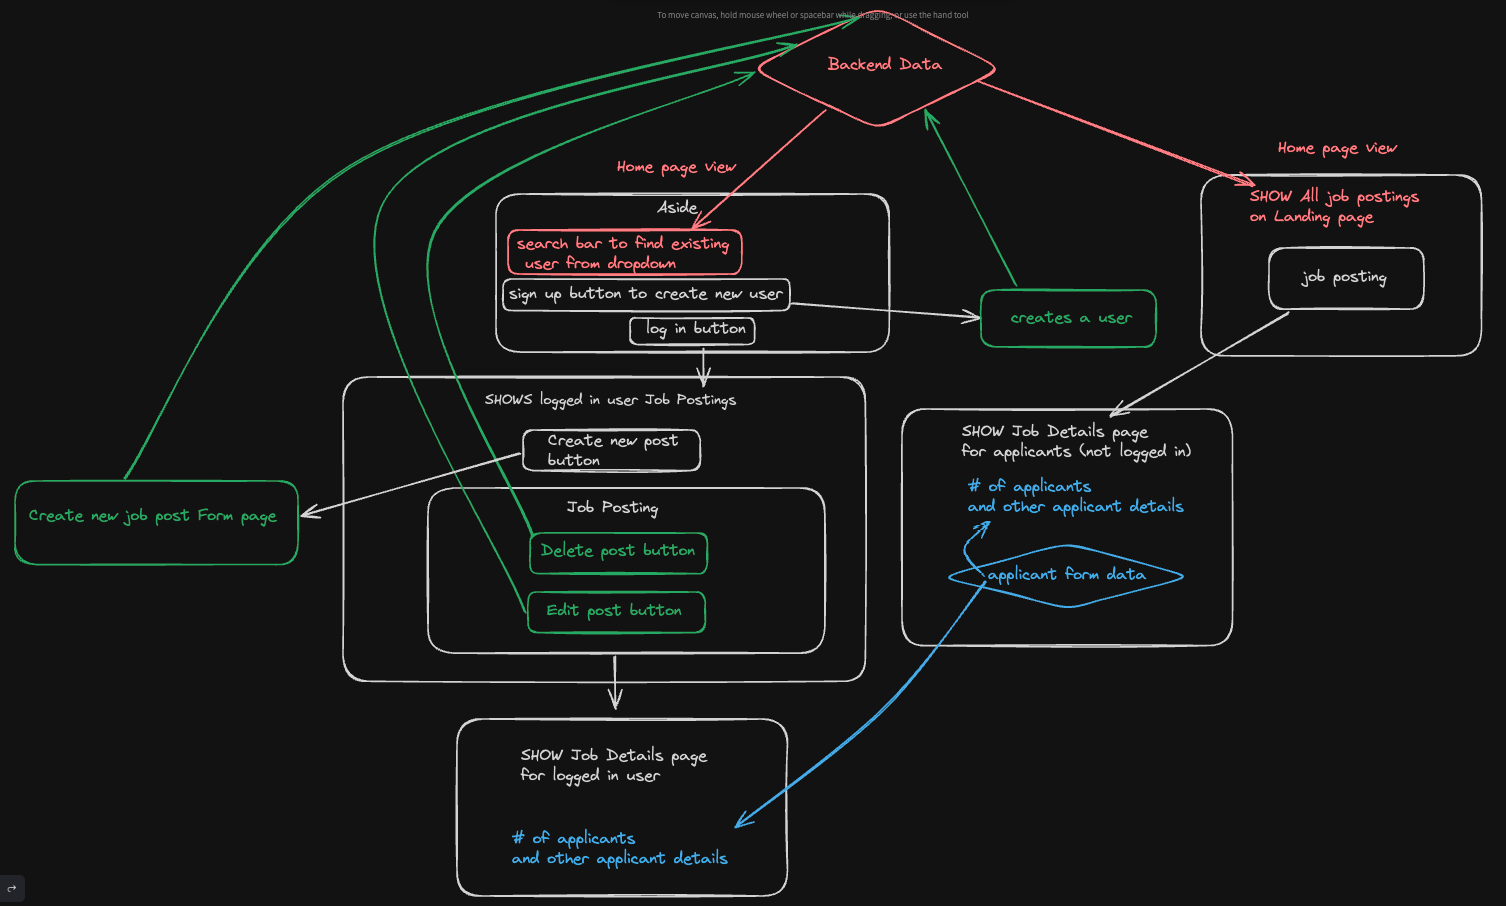 To move canvas, hold mouse wheel or spacebar while dragging, or use the hand tool
Backend Data
Home page view
Home page view
Aside
SHOW All job postings
on Landing page
search bar to find existing
user from dropdown
job posting
sign up button to create new user
creates a user
log in button
SHOWS logged in user Job Postings
Create new post
button
SHOW Job Details page
for applicants (not logged in)
# of applicants
and other applicant details
Job Posting
Create new job post Form page
Delete post button
applicant form data
Edit post button
SHOW Job Details page
for logged in user
# of applicants
and other applicant details